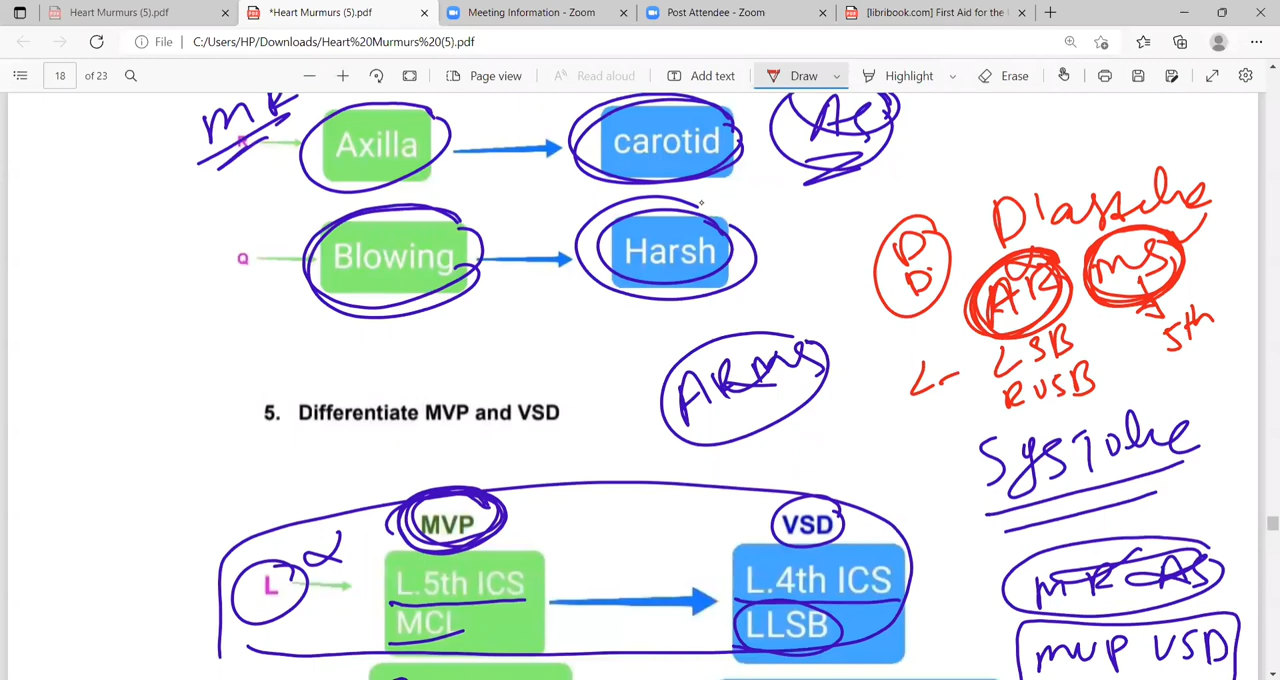 Heart Murmurs (5).pdf
*Heart Murmurs (5).pdf
Meeting Information - Zoom
Post Attendee - Zoom
[libribook.com] First Aid for the
File C:/Users/HP/Downloads/Heart%20Murmurs%20(5).pdf
18 of 23
Page view
Read aloud
Add text
Draw
Highlight
Erase
MR
R Axilla carotid AS
Q Blowing Harsh
Diastolic
D
D
AR MS
5th
LSB
RUSB
ARMS
5. Differentiate MVP and VSD
Systolic
MVP VSD
L L.5th ICS L.4th ICS
MCL LLSB
MR AS
MVP VSD